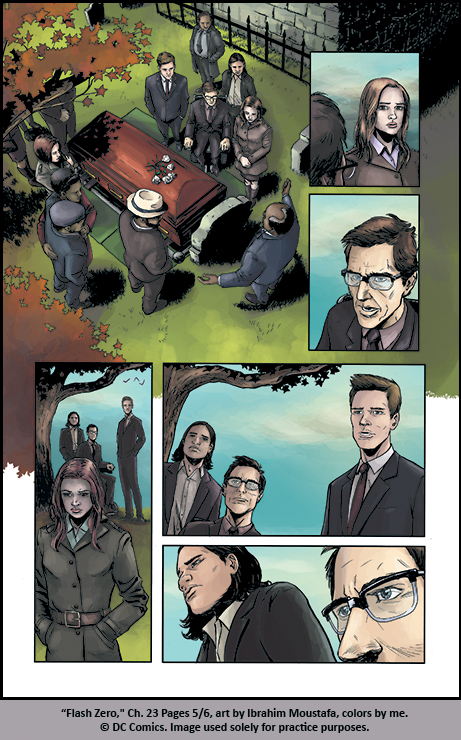 “Flash Zero," Ch. 23 Pages 5/6, art by Ibrahim Moustafa, colors by me.
© DC Comics. Image used solely for practice purposes.